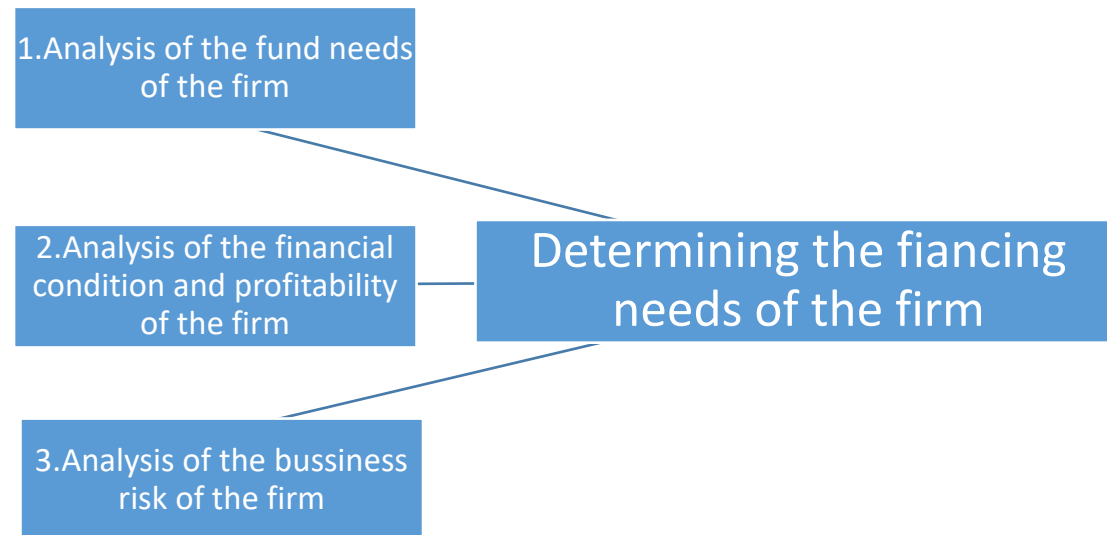 1.Analysis of the fund needs
of the firm
2.Analysis of the financial
condition and profitability
of the firm
Determining the fiancing
needs of the firm
3.Analysis of the bussiness
risk of the firm